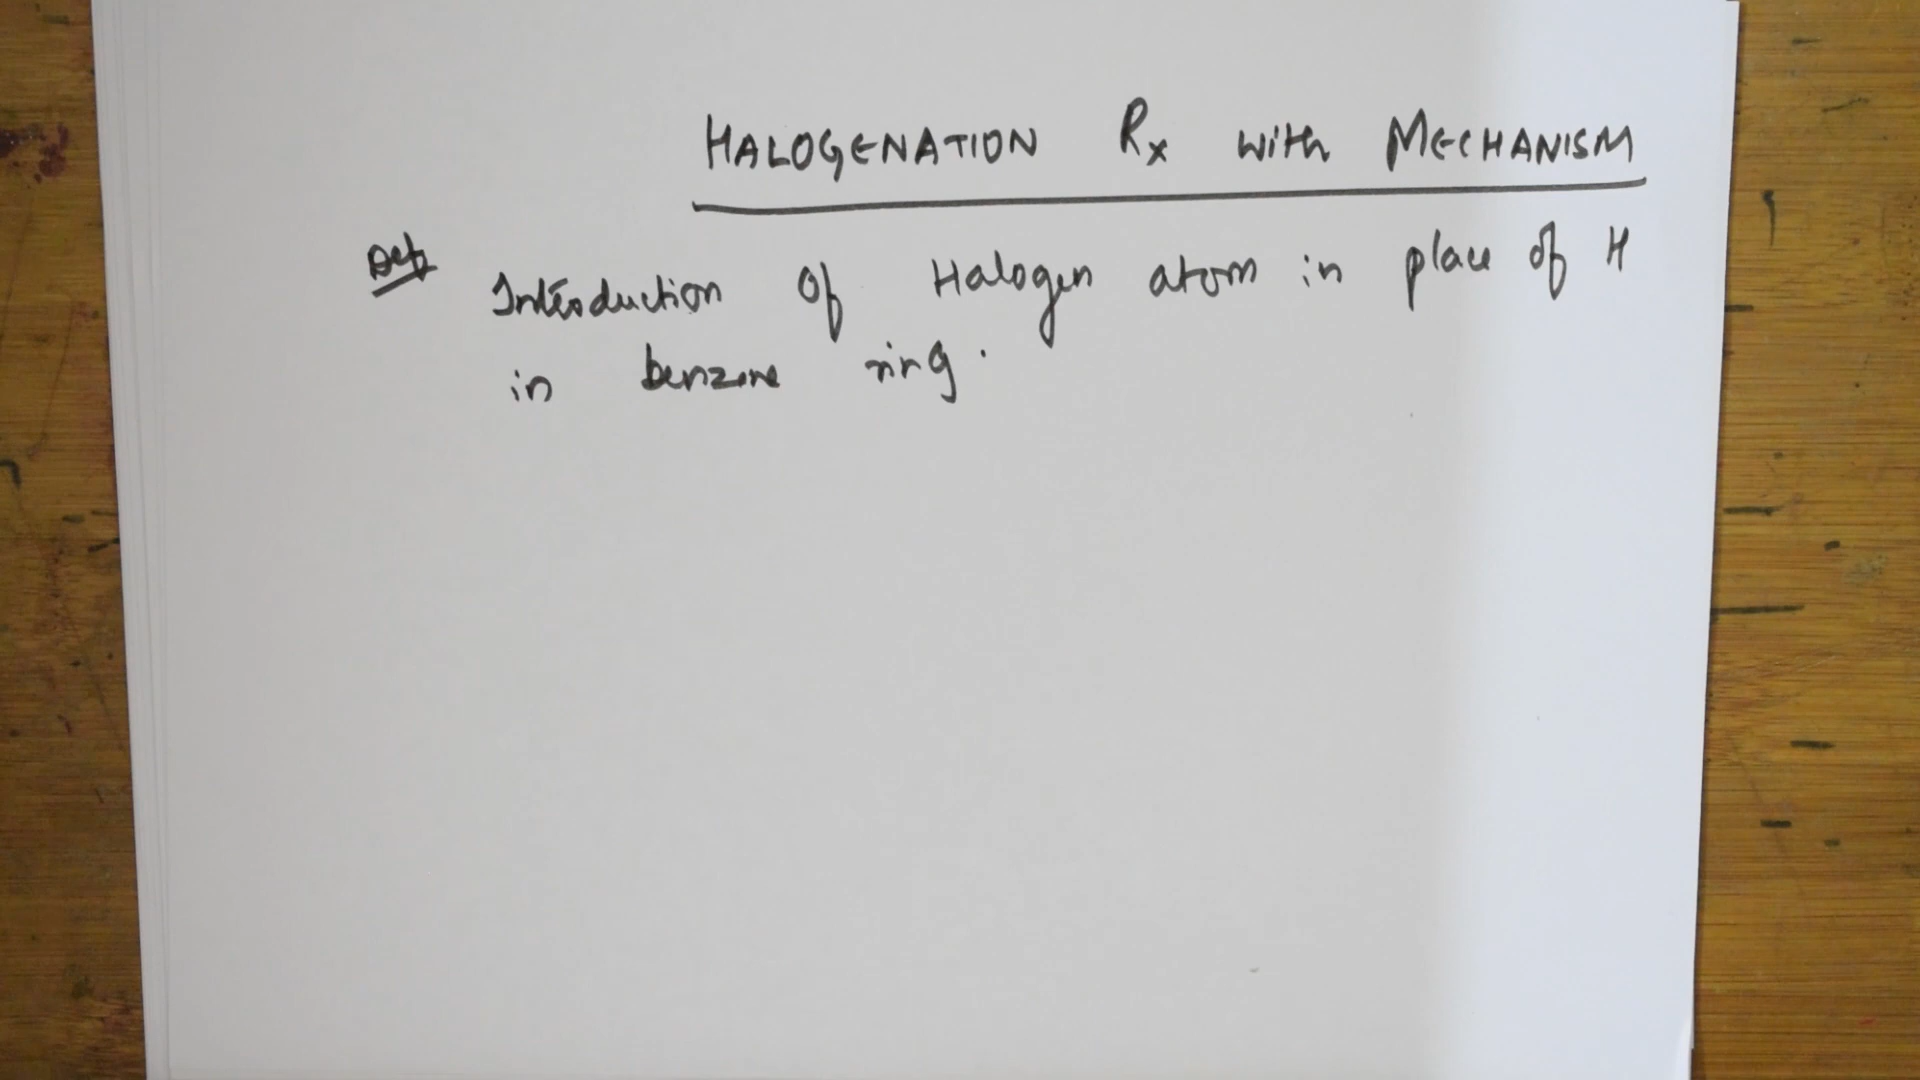 HALOGENATION Rx with MECHANISM
Def
Introduction of Halogen atom in place of H
in benzene ring.